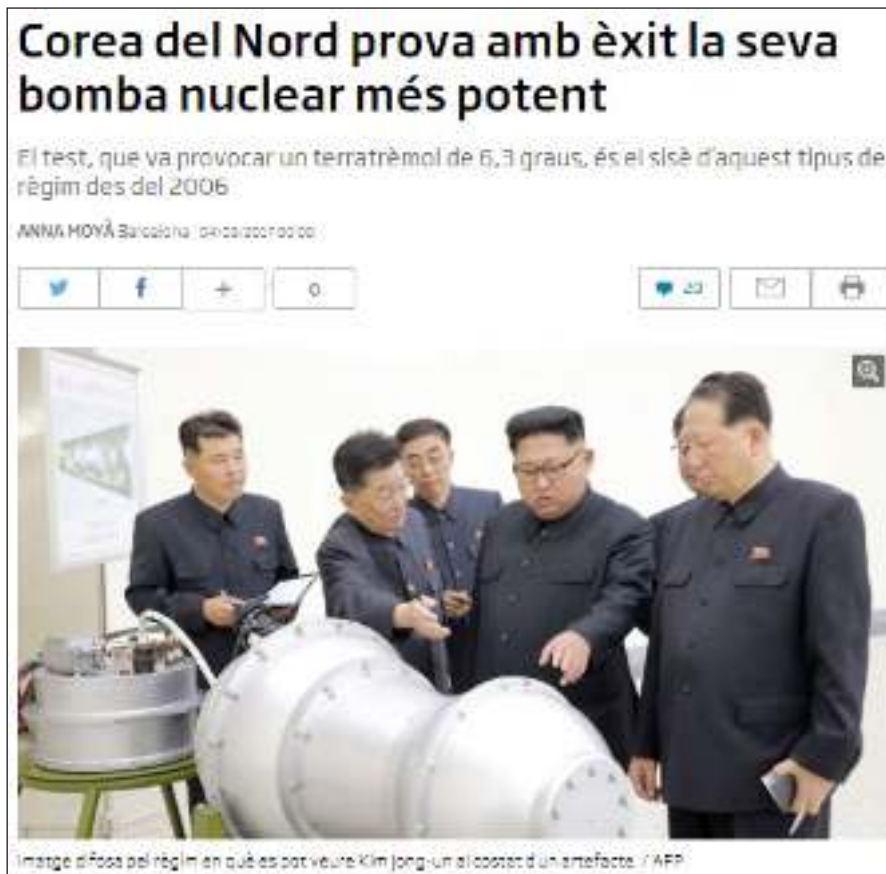 Corea del Nord prova amb èxit la seva
bomba nuclear més potent
El test, que va provocar un terratrèmol de 6,3 graus, és el sisè d'aquest tipus de
règim des del 2006
ANNA MOYÀ Barcelona
0
Imatge difosa pel règim en què es pot veure Kim Jong-un al costat d'un artefacte / AFP